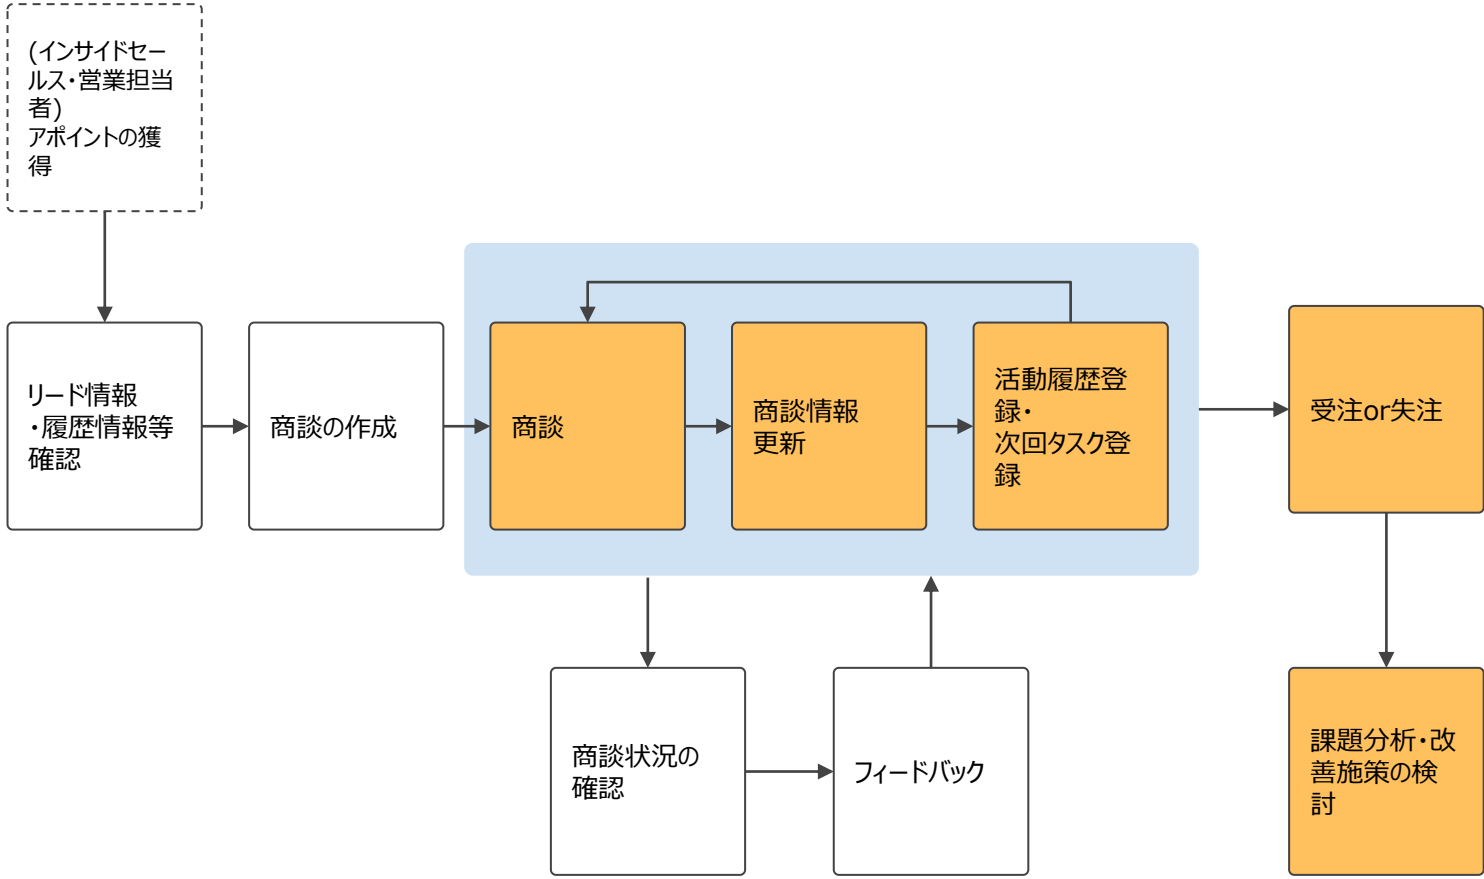 (インサイドセー
ルス・営業担当
者)
アポイントの獲
得
リード情報
・履歴情報等
確認
商談の作成
商談
商談情報
更新
活動履歴登
録・
次回タスク登
録
受注or失注
商談状況の
確認
フィードバック
課題分析・改
善施策の検
討